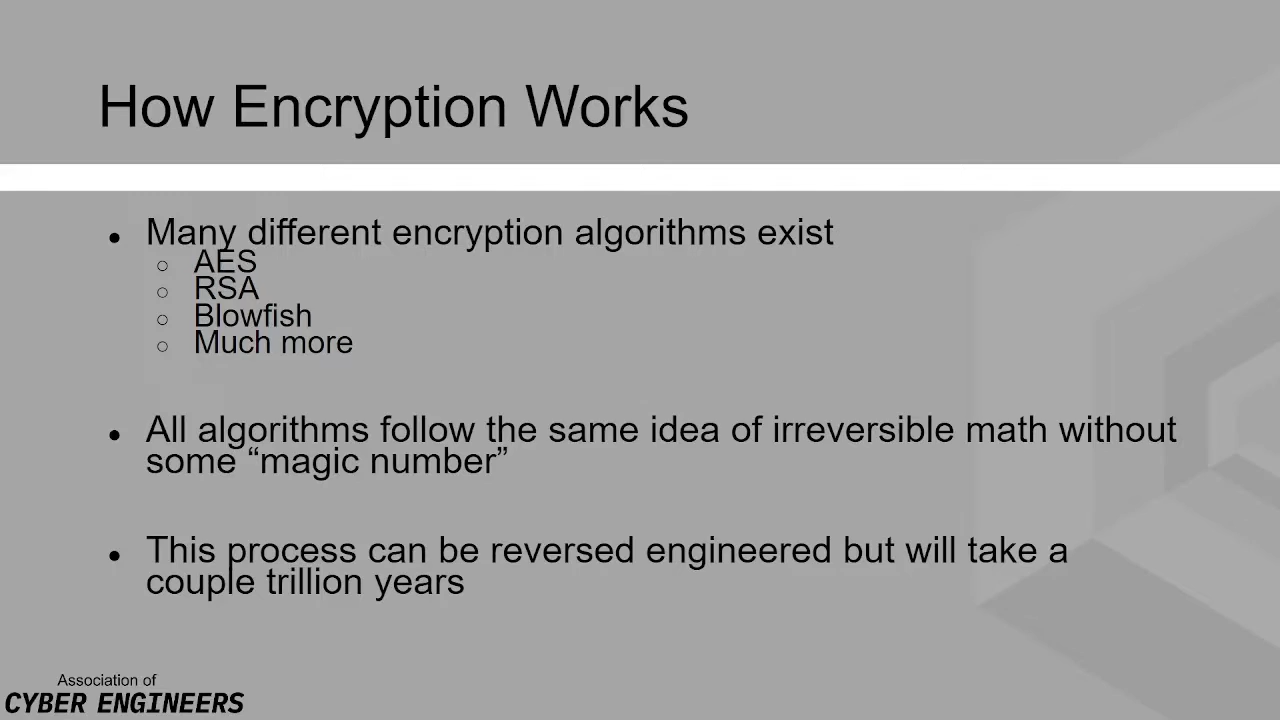 How Encryption Works
● Many different encryption algorithms exist
○ AES
○ RSA
○ Blowfish
○ Much more
● All algorithms follow the same idea of irreversible math without
some “magic number”
● This process can be reversed engineered but will take a
couple trillion years
Association of
CYBER ENGINEERS